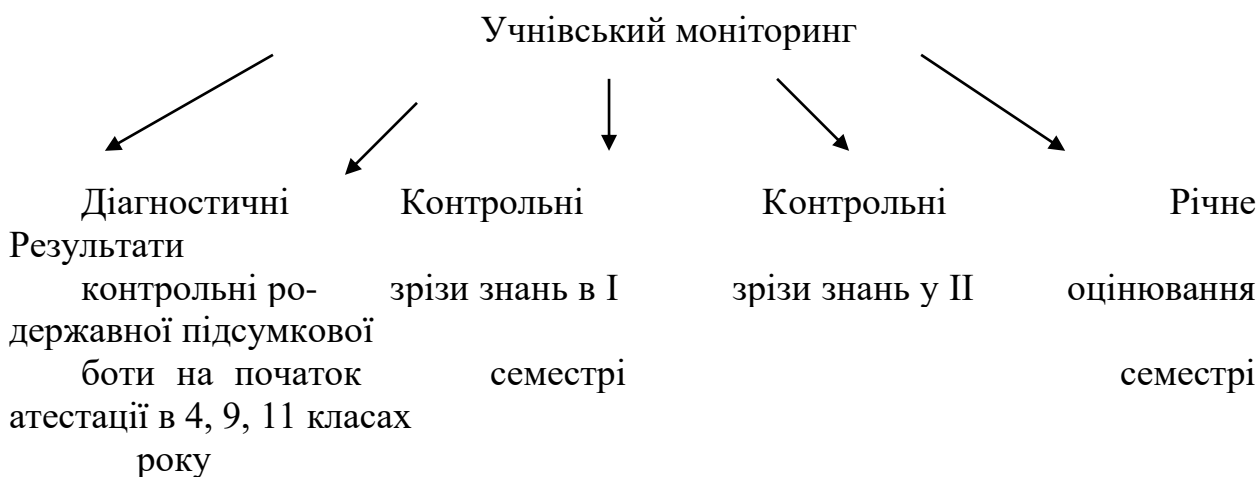 Учнівський моніторинг
Діагностичні Контрольні Контрольні Річне
Результати
контрольні ро- зрізи знань в І зрізи знань у ІІ оцінювання
державної підсумкової
боти на початок семестрі семестрі
атестації в 4, 9, 11 класах
року